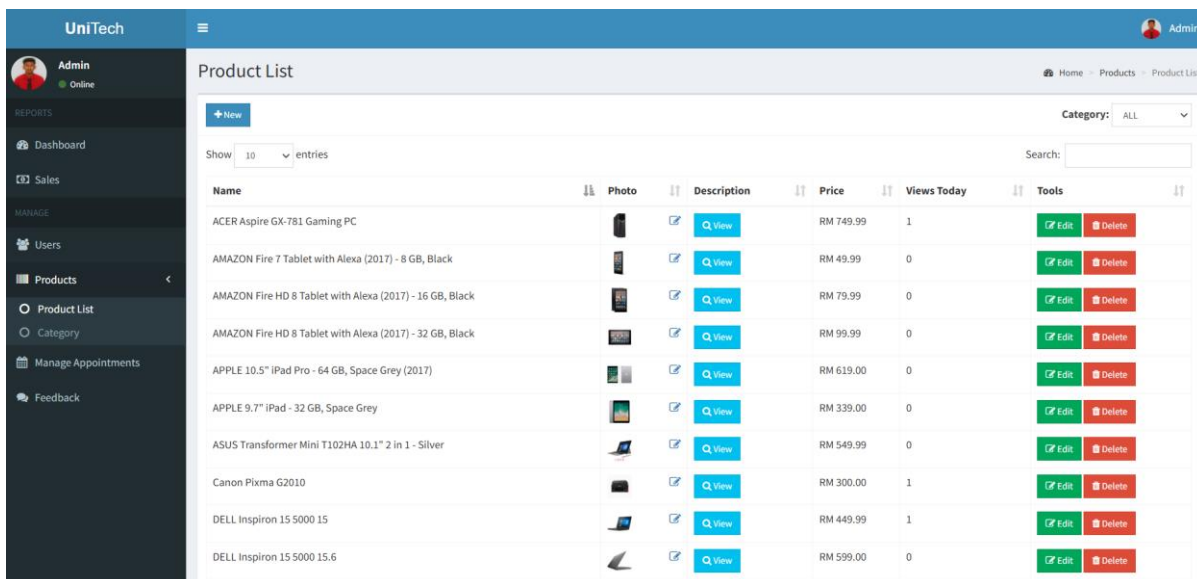 UniTech
Admin
Admin
Online
Product List
Home > Products > Product Lis
REPORTS
New
Category: ALL
Dashboard
Show 10 entries
Search:
Sales
Name Photo Description Price Views Today Tools
MANAGE
ACER Aspire GX-781 Gaming PC View RM 749.99 1 Edit Delete
Users
AMAZON Fire 7 Tablet with Alexa (2017) - 8 GB, Black View RM 49.99 0 Edit Delete
Products
AMAZON Fire HD 8 Tablet with Alexa (2017) - 16 GB, Black View RM 79.99 0 Edit Delete
Product List
Category
AMAZON Fire HD 8 Tablet with Alexa (2017) - 32 GB, Black View RM 99.99 0 Edit Delete
Manage Appointments
APPLE 10.5" iPad Pro - 64 GB, Space Grey (2017) View RM 619.00 0 Edit Delete
Feedback
APPLE 9.7" iPad - 32 GB, Space Grey View RM 339.00 0 Edit Delete
ASUS Transformer Mini T102HA 10.1" 2 in 1 - Silver View RM 549.99 0 Edit Delete
Canon Pixma G2010 View RM 300.00 1 Edit Delete
DELL Inspiron 15 5000 15 View RM 449.99 1 Edit Delete
DELL Inspiron 15 5000 15.6 View RM 599.00 0 Edit Delete